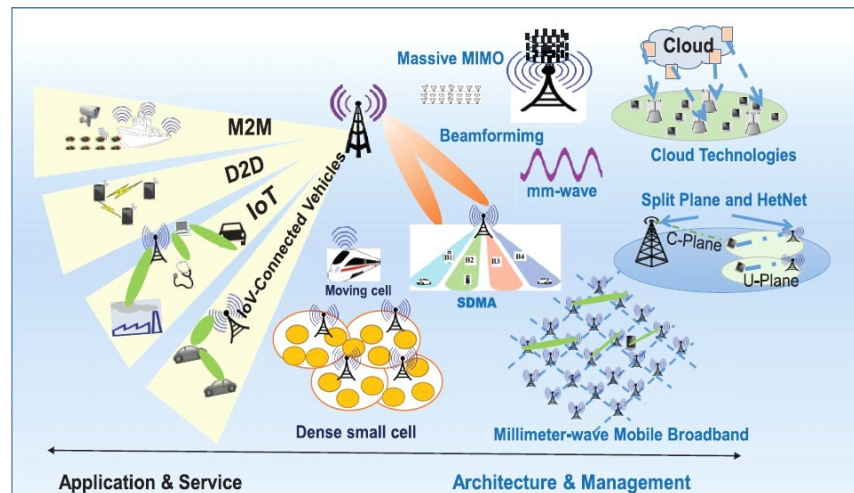 Massive MIMO
Cloud
M2M
Beamformimg
Cloud Technologies
D2D
mm-wave
IoT
Split Plane and HetNet
IoV-Connected Vehicles
C-Plane
B1
B2
B3
B4
Moving cell
SDMA
U-Plane
Dense small cell
Millimeter-wave Mobile Broadband
Application & Service
Architecture & Management